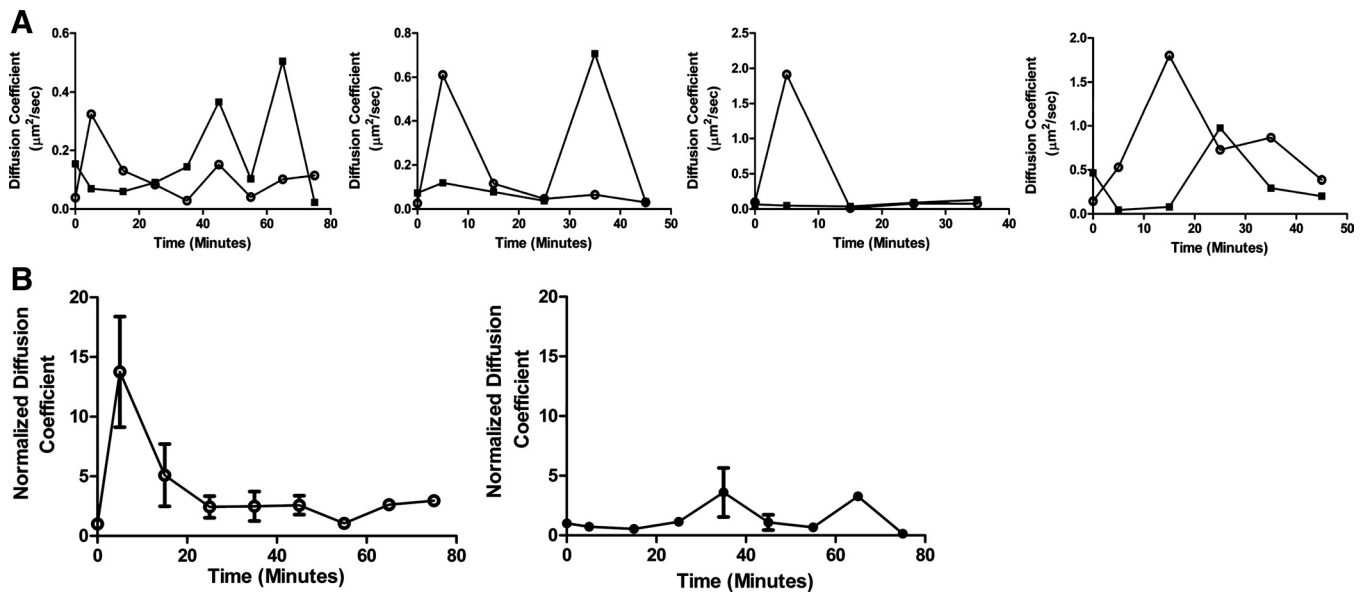 A
Diffusion Coefficient
(μm²/sec)
0.6
0.4
0.2
0.0
0 20 40 60 80
Time (Minutes)
Diffusion Coefficient
(μm²/sec)
0.8
0.6
0.4
0.2
0.0
0 10 20 30 40 50
Time (Minutes)
Diffusion Coefficient
(μm²/sec)
2.5
2.0
1.5
1.0
0.5
0.0
0 10 20 30 40
Time (Minutes)
Diffusion Coefficient
(μm²/sec)
2.0
1.5
1.0
0.5
0.0
0 10 20 30 40 50
Time (Minutes)
B
Normalized Diffusion
Coefficient
20
15
10
5
0
0 20 40 60 80
Time (Minutes)
Normalized Diffusion
Coefficient
20
15
10
5
0
0 20 40 60 80
Time (Minutes)